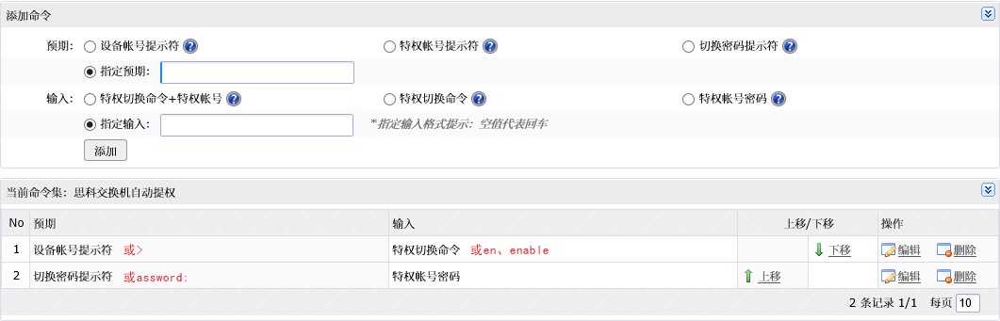 添加命令
预期: 设备帐号提示符 ? 特权帐号提示符 ? 切换密码提示符 ?
指定预期:
输入: 特权切换命令+特权帐号 ? 特权切换命令 ? 特权帐号密码 ?
指定输入: *指定输入格式提示：空值代表回车
添加
当前命令集: 思科交换机自动提权
No 预期 输入 上移/下移 操作
1 设备帐号提示符 或> 特权切换命令 或en、enable 下移 编辑 删除
2 切换密码提示符 或assword: 特权帐号密码 上移 编辑 删除
2 条记录 1/1 每页 10